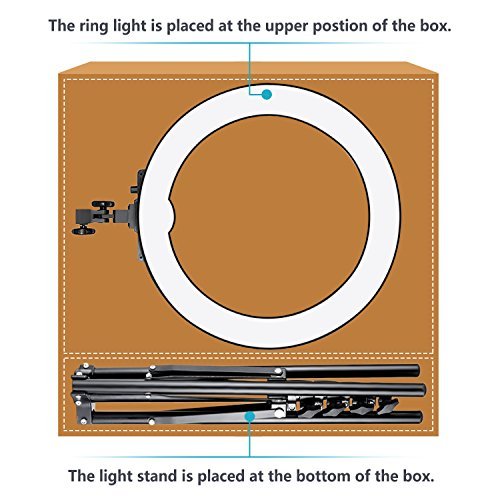 The ring light is placed at the upper postion of the box.
The light stand is placed at the bottom of the box.